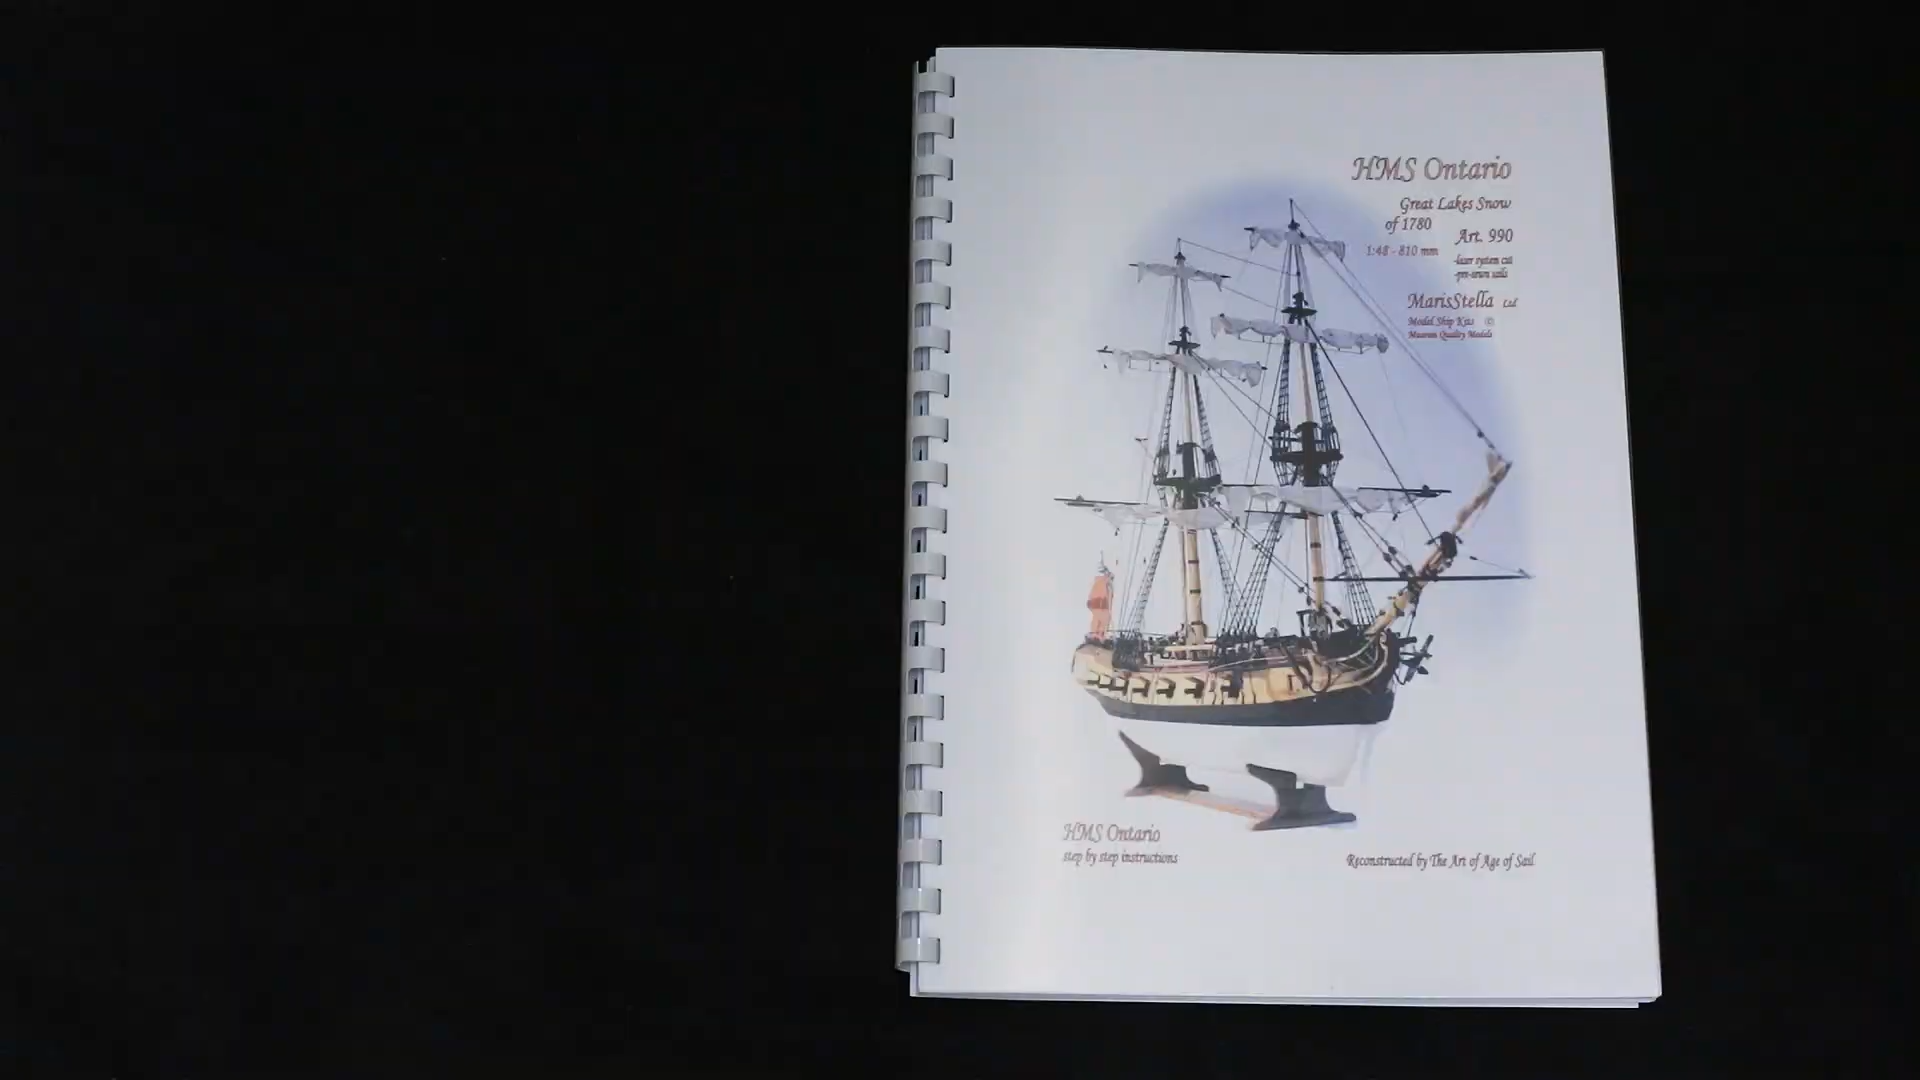 HMS Ontario
Great Lakes Snow
of 1780
Art. 990
1:48 - 810 mm
-laser system cut
-pre-sewn sails
MarisStella Ltd
Model Ship Kits ©
Museum Quality Models
HMS Ontario
step by step instructions
Reconstructed by The Art of Age of Sail